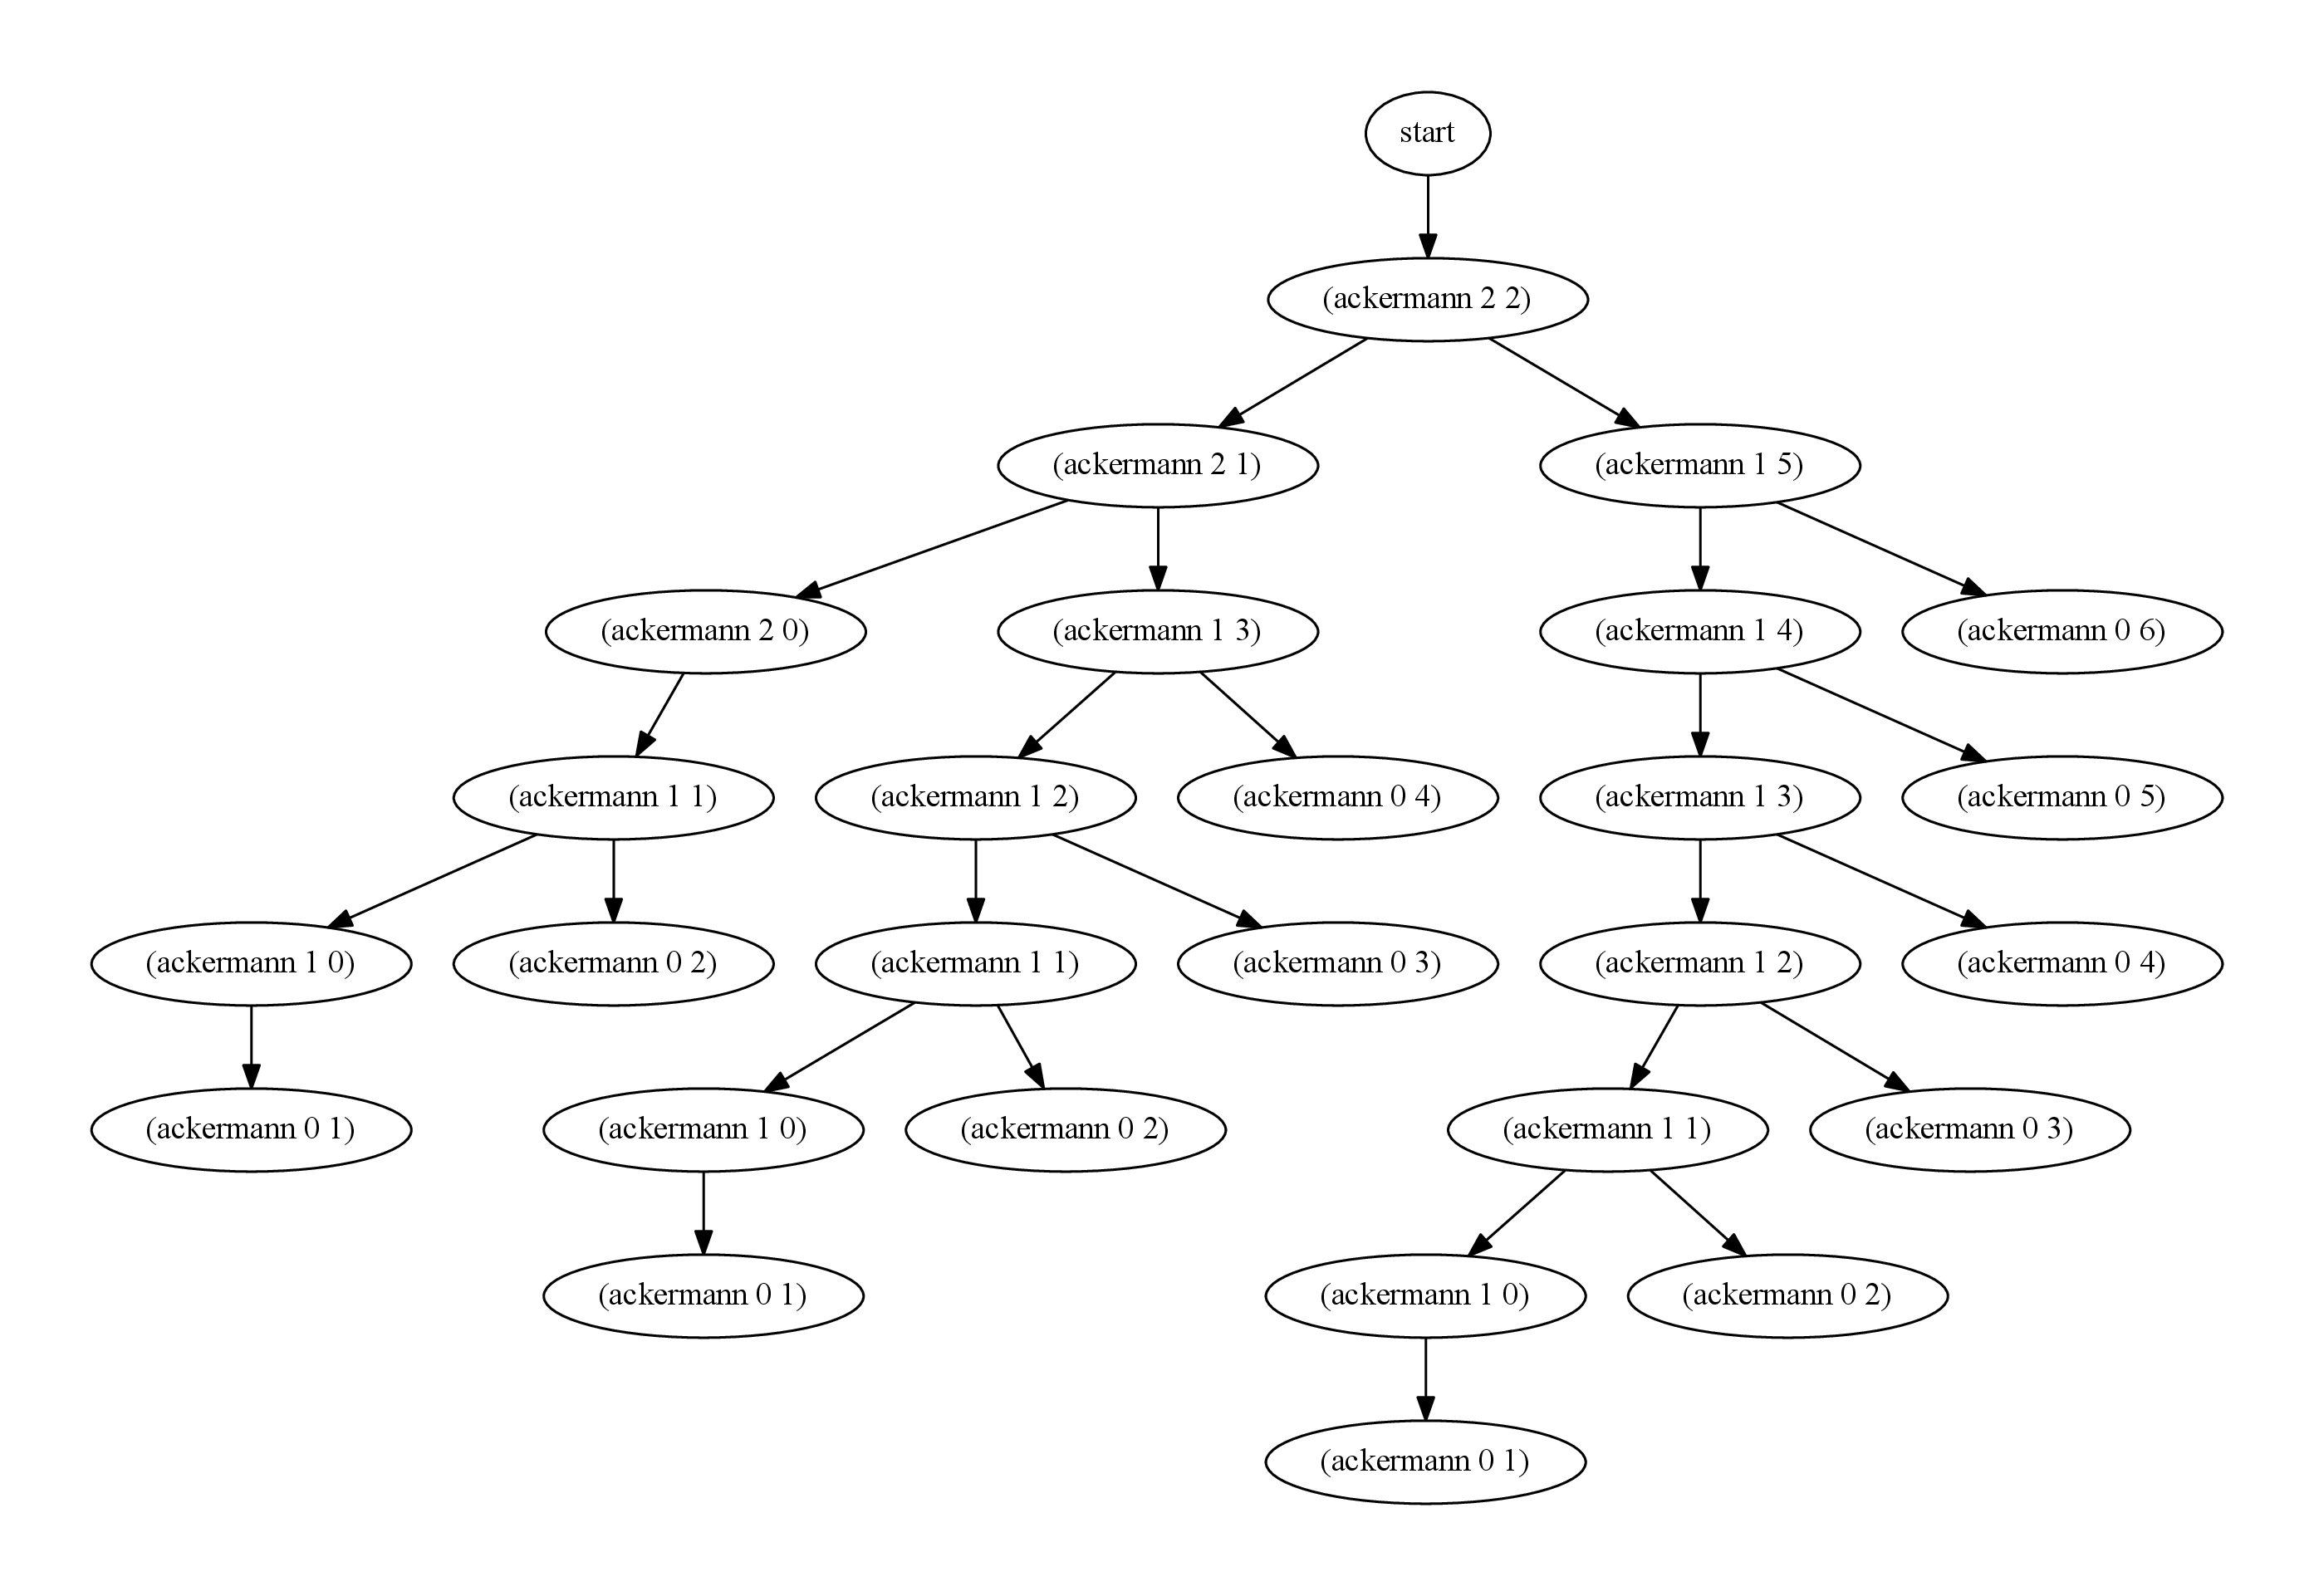 start
(ackermann 2 2)
(ackermann 2 1)
(ackermann 1 5)
(ackermann 2 0)
(ackermann 1 3)
(ackermann 1 4)
(ackermann 0 6)
(ackermann 1 1)
(ackermann 1 2)
(ackermann 0 4)
(ackermann 1 3)
(ackermann 0 5)
(ackermann 1 0)
(ackermann 0 2)
(ackermann 1 1)
(ackermann 0 3)
(ackermann 1 2)
(ackermann 0 4)
(ackermann 0 1)
(ackermann 1 0)
(ackermann 0 2)
(ackermann 1 1)
(ackermann 0 3)
(ackermann 0 1)
(ackermann 1 0)
(ackermann 0 2)
(ackermann 0 1)